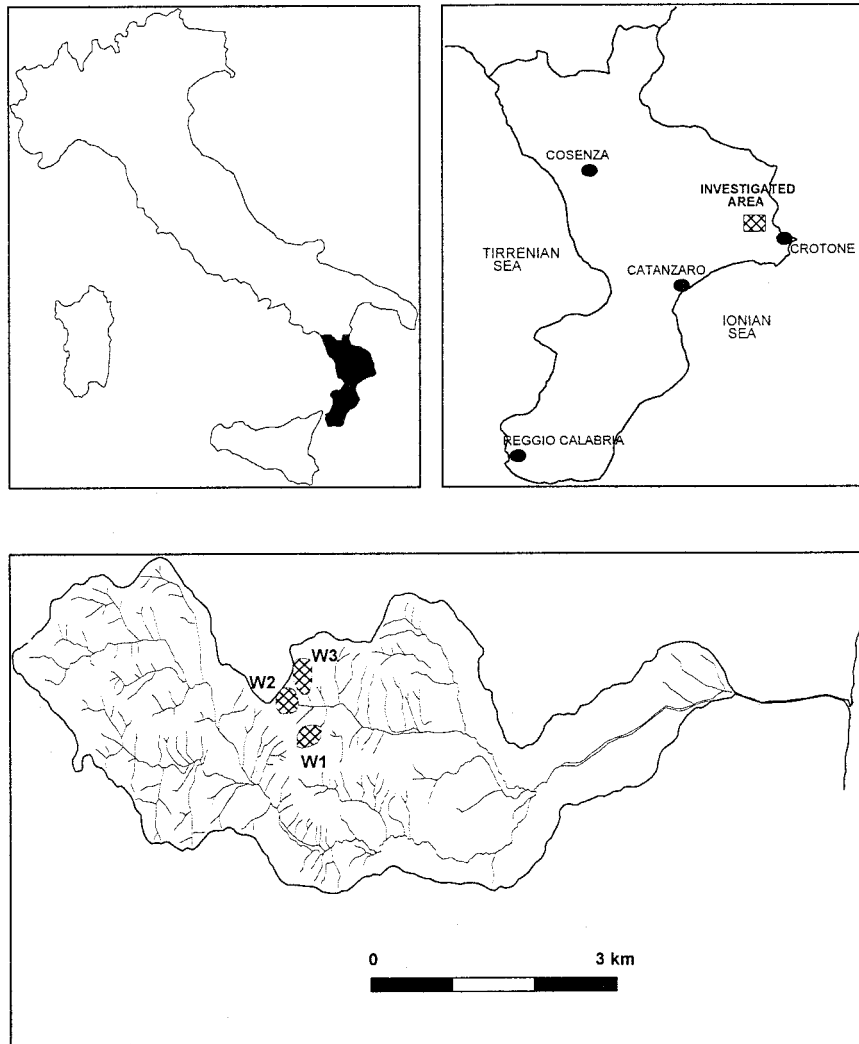 COSENZA
INVESTIGATED
AREA
CROTONE
TIRRENIAN
SEA
CATANZARO
IONIAN
SEA
REGGIO CALABRIA
W3
W2
W1
0
3 km